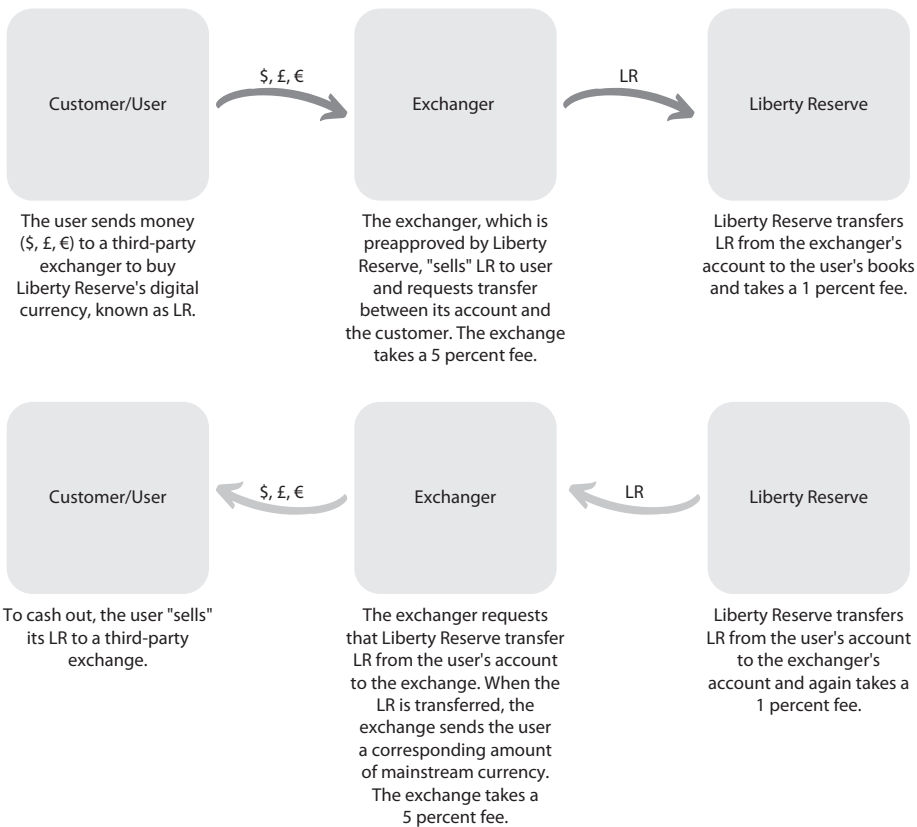 $, £, €
LR
Customer/User
Exchanger
Liberty Reserve
The user sends money
($, £, €) to a third-party
exchanger to buy
Liberty Reserve's digital
currency, known as LR.
The exchanger, which is
preapproved by Liberty
Reserve, "sells" LR to user
and requests transfer
between its account and
the customer. The exchange
takes a 5 percent fee.
Liberty Reserve transfers
LR from the exchanger's
account to the user's books
and takes a 1 percent fee.
$, £, €
LR
Customer/User
Exchanger
Liberty Reserve
To cash out, the user "sells"
its LR to a third-party
exchange.
The exchanger requests
that Liberty Reserve transfer
LR from the user's account
to the exchange. When the
LR is transferred, the
exchange sends the user
a corresponding amount
of mainstream currency.
The exchange takes a
5 percent fee.
Liberty Reserve transfers
LR from the user's account
to the exchanger's
account and again takes a
1 percent fee.